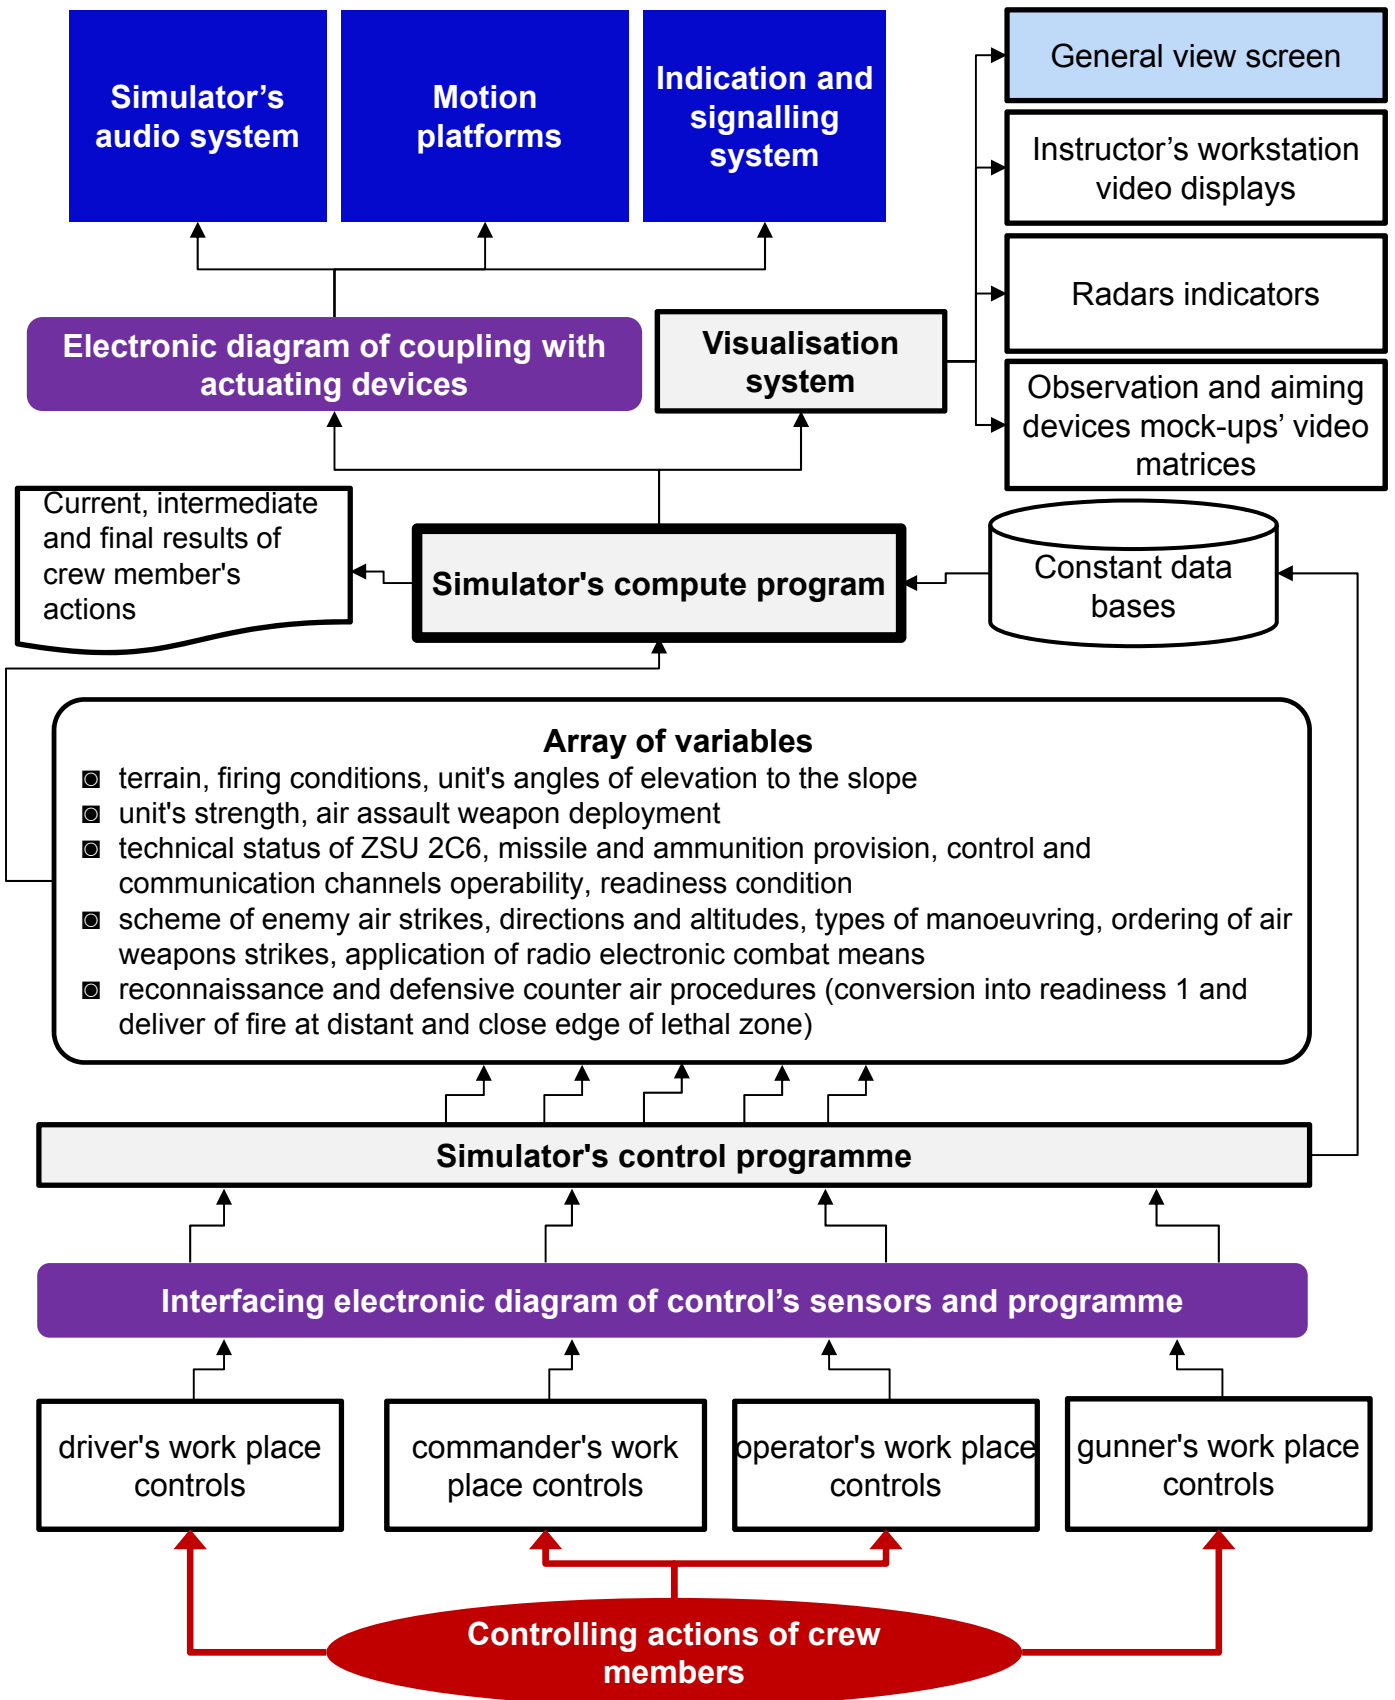 Simulator’s
audio system
Motion
platforms
Indication and
signalling
system
General view screen
Instructor’s workstation
video displays
Radars indicators
Observation and aiming
devices mock-ups’ video
matrices
Electronic diagram of coupling with
actuating devices
Visualisation
system
Current, intermediate
and final results of
crew member's
actions
Simulator's compute program
Constant data
bases
Array of variables
◙ terrain, firing conditions, unit's angles of elevation to the slope
◙ unit's strength, air assault weapon deployment
◙ technical status of ZSU 2C6, missile and ammunition provision, control and
communication channels operability, readiness condition
◙ scheme of enemy air strikes, directions and altitudes, types of manoeuvring, ordering of air
weapons strikes, application of radio electronic combat means
◙ reconnaissance and defensive counter air procedures (conversion into readiness 1 and
deliver of fire at distant and close edge of lethal zone)
Simulator's control programme
Interfacing electronic diagram of control’s sensors and programme
driver's work place
controls
commander's work
place controls
operator's work place
controls
gunner's work place
controls
Controlling actions of crew
members